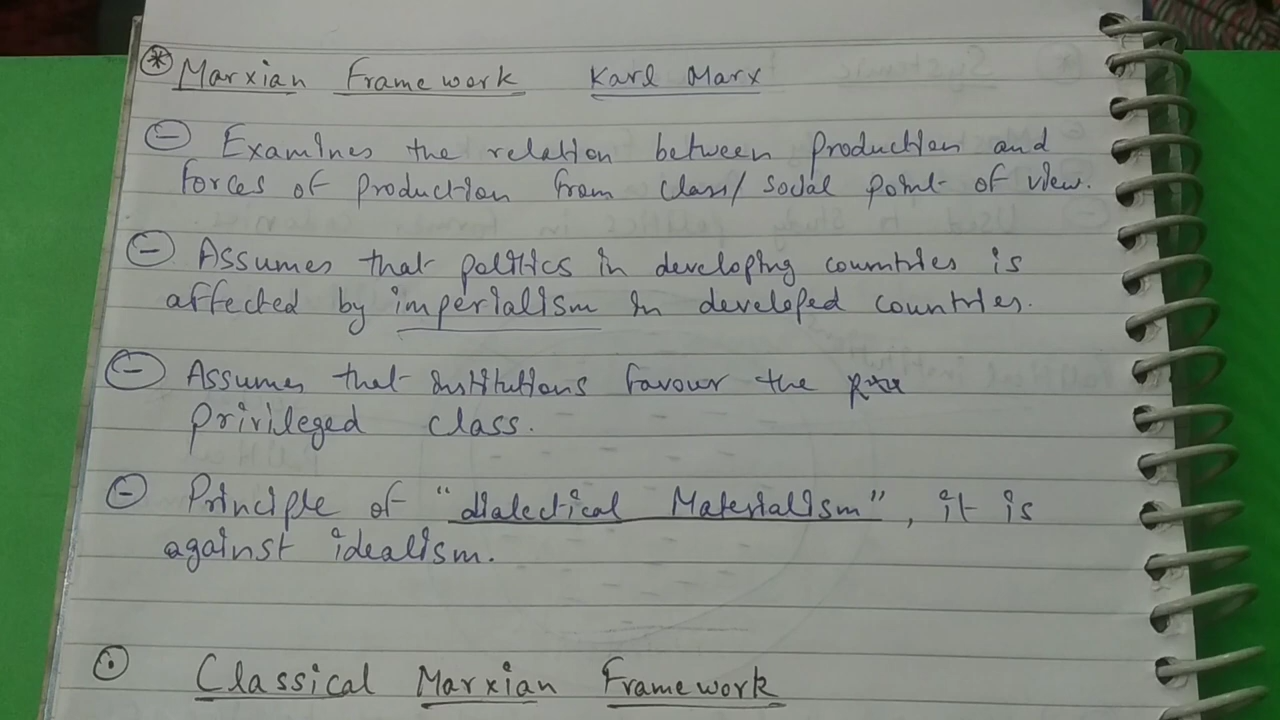 * Marxian Framework Karl Marx
- Examines the relation between production and
forces of production from class/ social point of view.
- Assumes that politics in developing countries is
affected by imperialism in developed countries.
- Assumes that institutions favour the
privileged class.
- Principle of "dialectical Materialism", it is
against idealism.
Classical Marxian Framework